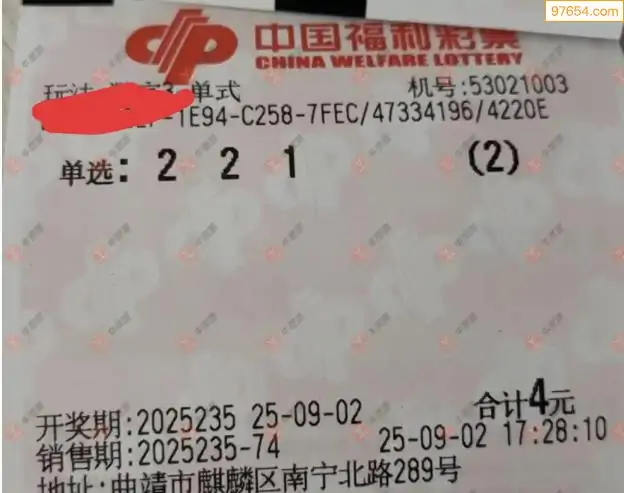 97654.com
中国福利彩票
CHINA WELFARE LOTTERY
单式 机号:53021003
-1E94-C258-7FEC/47334196/4220E
单选: 2 2 1 (2)
合计4元
开奖期:2025235 25-09-02
销售期:2025235-74 25-09-02 17:28:10
地址:曲靖市麒麟区南宁北路289号